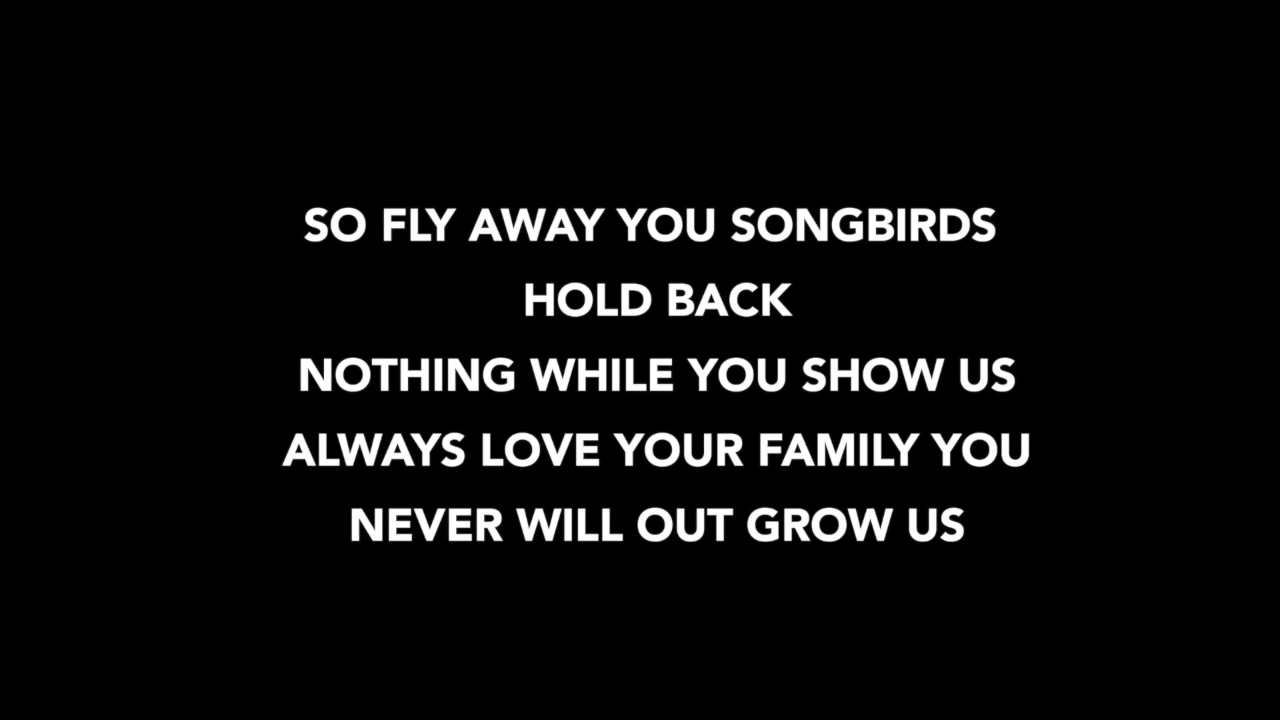 SO FLY AWAY YOU SONGBIRDS
HOLD BACK
NOTHING WHILE YOU SHOW US
ALWAYS LOVE YOUR FAMILY YOU
NEVER WILL OUT GROW US